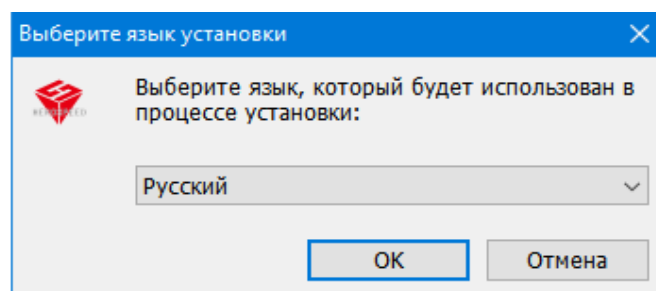 Выберите язык установки
Выберите язык, который будет использован в
процессе установки:
Русский
OK
Отмена